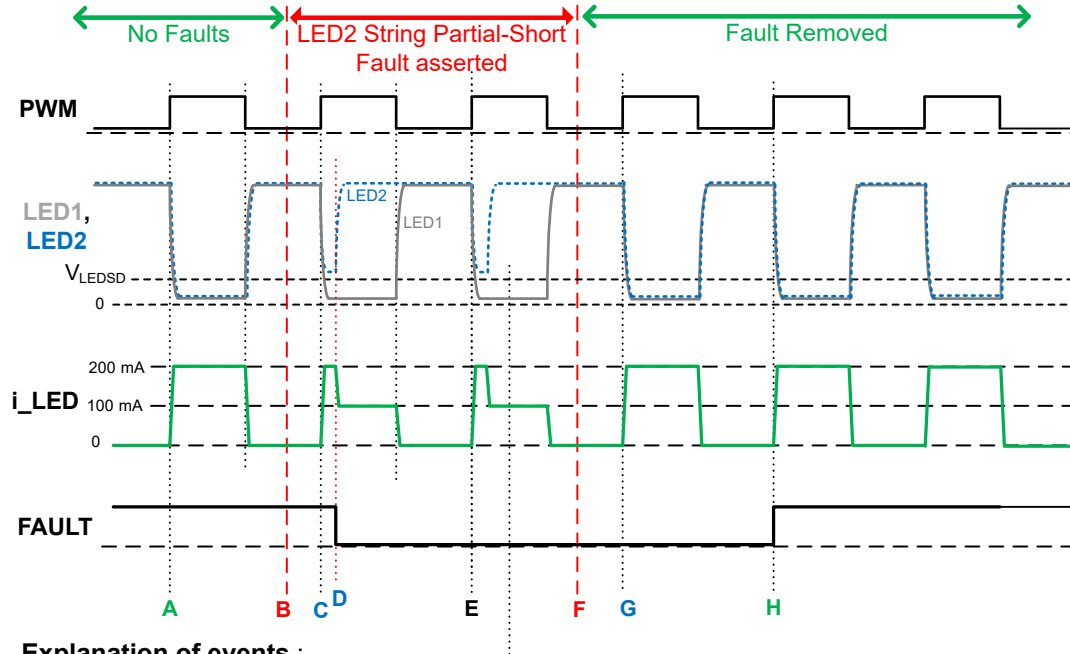 No Faults
LED2 String Partial-Short
Fault asserted
Fault Removed
PWM
LED1,
LED2
LED2
LED1
VLEDSD
0
200 mA
i_LED
100 mA
0
FAULT
A
B
C
D
E
F
G
H
Explanation of events :